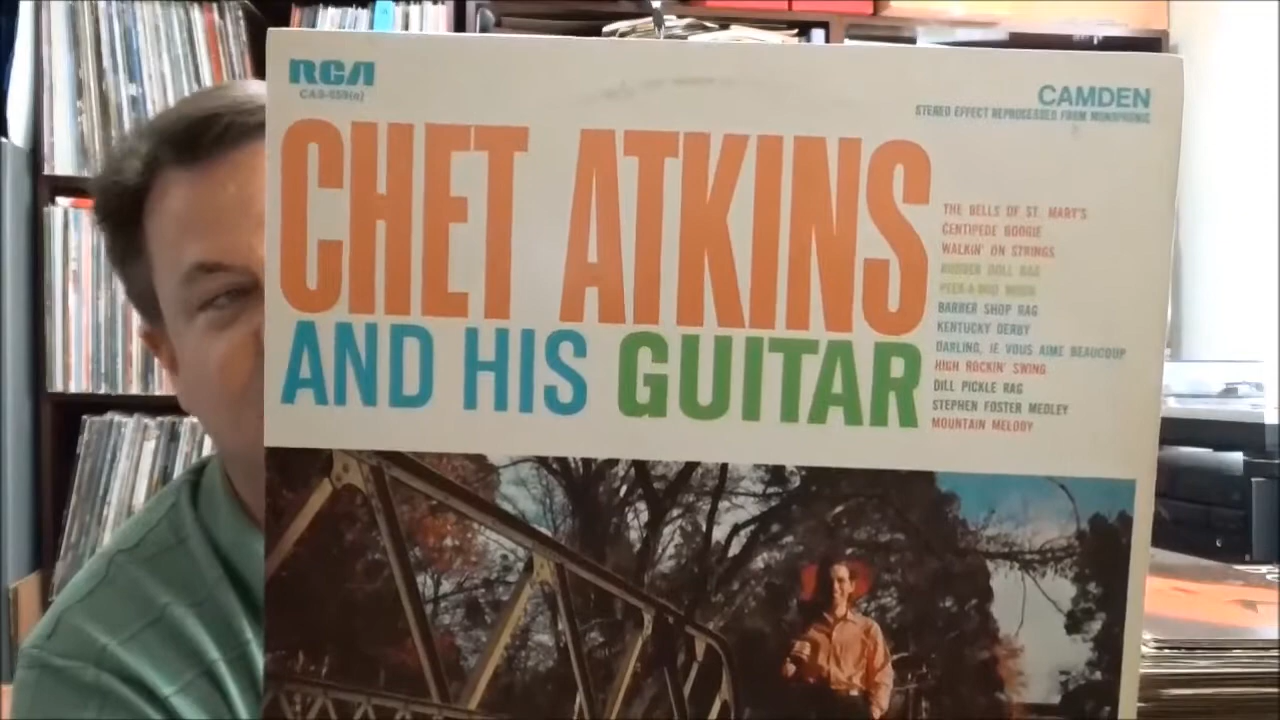 RCA
CAS-659(e)
CAMDEN
STEREO EFFECT REPROCESSED FROM MONOPHONIC
CHET ATKINS
AND HIS GUITAR
THE BELLS OF ST. MARY'S
CENTIPEDE BOOGIE
WALKIN' ON STRINGS
RUBBER DOLL RAG
PEEK-A-BOO MOON
BARBER SHOP RAG
KENTUCKY DERBY
DARLING, JE VOUS AIME BEAUCOUP
HIGH ROCKIN' SWING
DILL PICKLE RAG
STEPHEN FOSTER MEDLEY
MOUNTAIN MELODY